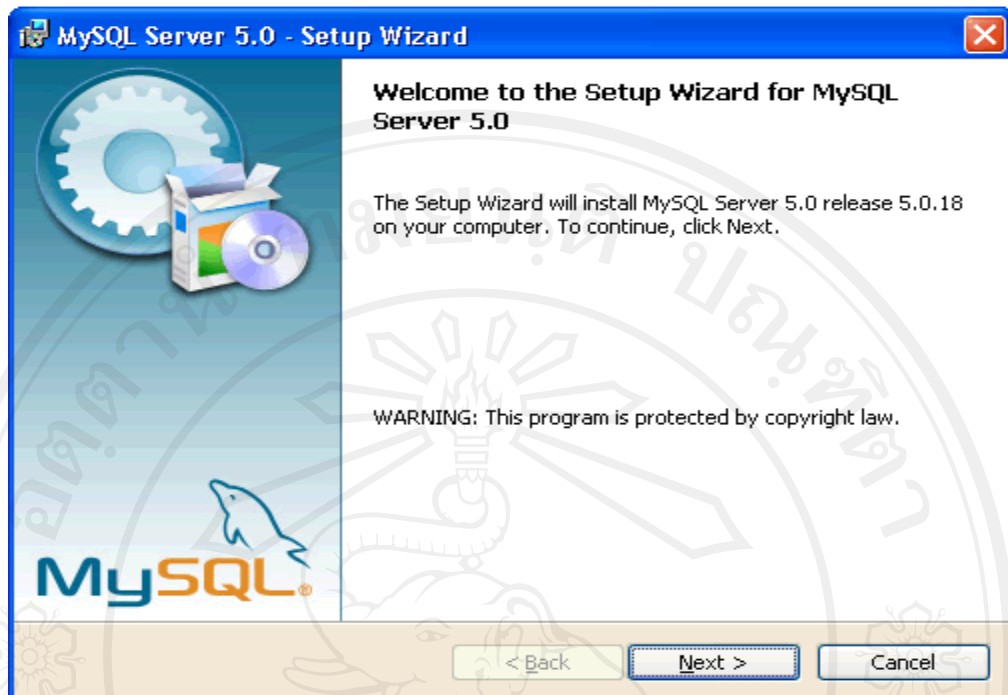 MySQL Server 5.0 - Setup Wizard
Welcome to the Setup Wizard for MySQL
Server 5.0
The Setup Wizard will install MySQL Server 5.0 release 5.0.18
on your computer. To continue, click Next.
WARNING: This program is protected by copyright law.
MySQL®
< Back
Next >
Cancel